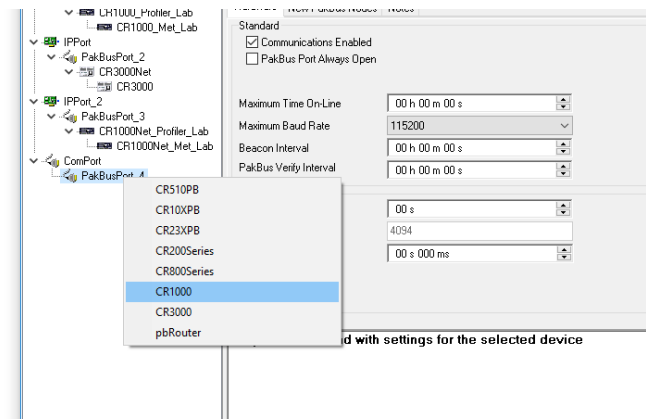 CR1000_Profiler_Lab
CR1000_Met_Lab
IPPort
PakBusPort_2
CR3000Net
CR3000
IPPort_2
PakBusPort_3
CR1000Net_Profiler_Lab
CR1000Net_Met_Lab
ComPort
PakBusPort_4
CR510PB
CR10XPB
CR23XPB
CR200Series
CR800Series
CR1000
CR3000
pbRouter
Hardware New PakBus Nodes Notes
Standard
Communications Enabled
PakBus Port Always Open
Maximum Time On-Line 00 h 00 m 00 s
Maximum Baud Rate 115200
Beacon Interval 00 h 00 m 00 s
PakBus Verify Interval 00 h 00 m 00 s
00 s
4094
00 s 000 ms
with settings for the selected device